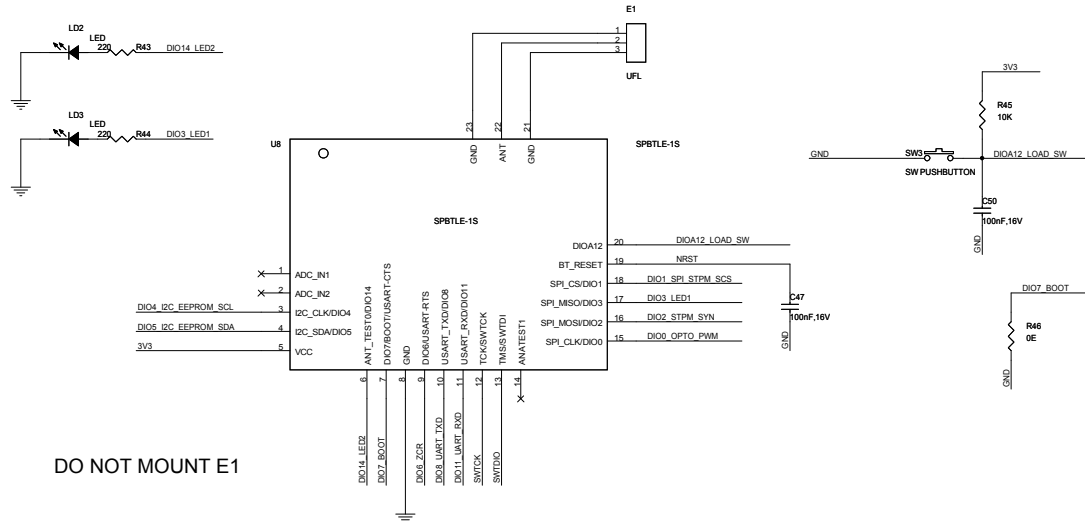 E1
1
2
3
UFL
LD2
LED
220
R43
DIO14_LED2
LD3
LED
220
R44
DIO3_LED1
3V3
R45
10K
GND
SW3
SW PUSHBUTTON
DIOA12_LOAD_SW
C50
100nF,16V
GND
U8
23
22
21
GND
ANT
GND
SPBTLE-1S
SPBTLE-1S
1
ADC_IN1
2
ADC_IN2
DIO4_I2C_EEPROM_SCL
3
I2C_CLK/DIO4
DIO5_I2C_EEPROM_SDA
4
I2C_SDA/DIO5
3V3
5
VCC
DIOA12
20
DIOA12_LOAD_SW
BT_RESET
19
NRST
SPI_CS/DIO1
18
DIO1_SPI_STPM_SCS
SPI_MISO/DIO3
17
DIO3_LED1
SPI_MOSI/DIO2
16
DIO2_STPM_SYN
SPI_CLK/DIO0
15
DIO0_OPTO_PWM
C47
100nF,16V
GND
DIO7_BOOT
R46
0E
GND
ANT_TEST0/DIO14
DIO7/BOOT/USART-CTS
GND
DIO6/USART-RTS
USART_TXD/DIO8
USART_RXD/DIO11
TCK/SWTCK
TMS/SWTDI
ANATEST1
6
7
8
9
10
11
12
13
14
DIO14_LED2
DIO7_BOOT
DIO6_ZCR
DIO8_UART_TXD
DIO11_UART_RXD
SWTCK
SWTDIO
DO NOT MOUNT E1